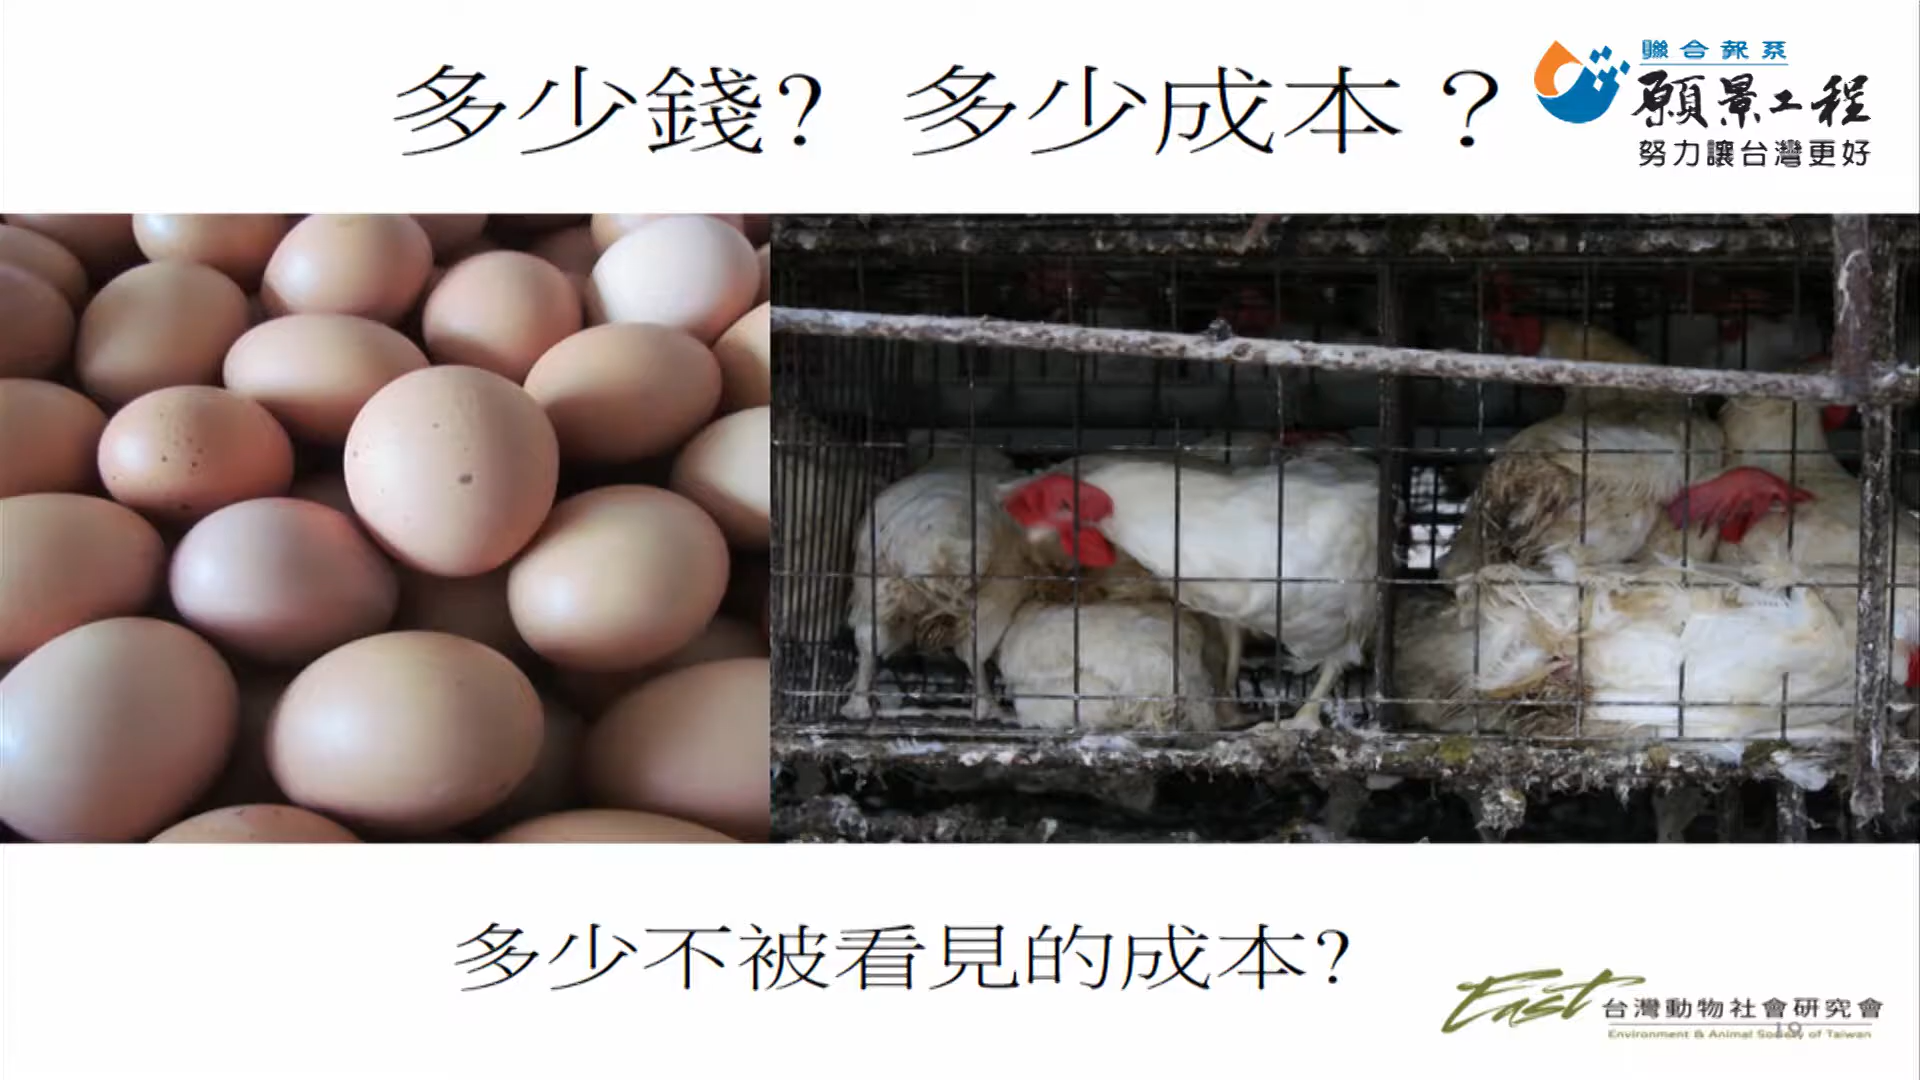 多少錢? 多少成本？
聯合報系
願景工程
努力讓台灣更好
多少不被看見的成本?
East 台灣動物社會研究會
Environment & Animal Society of Taiwan
19